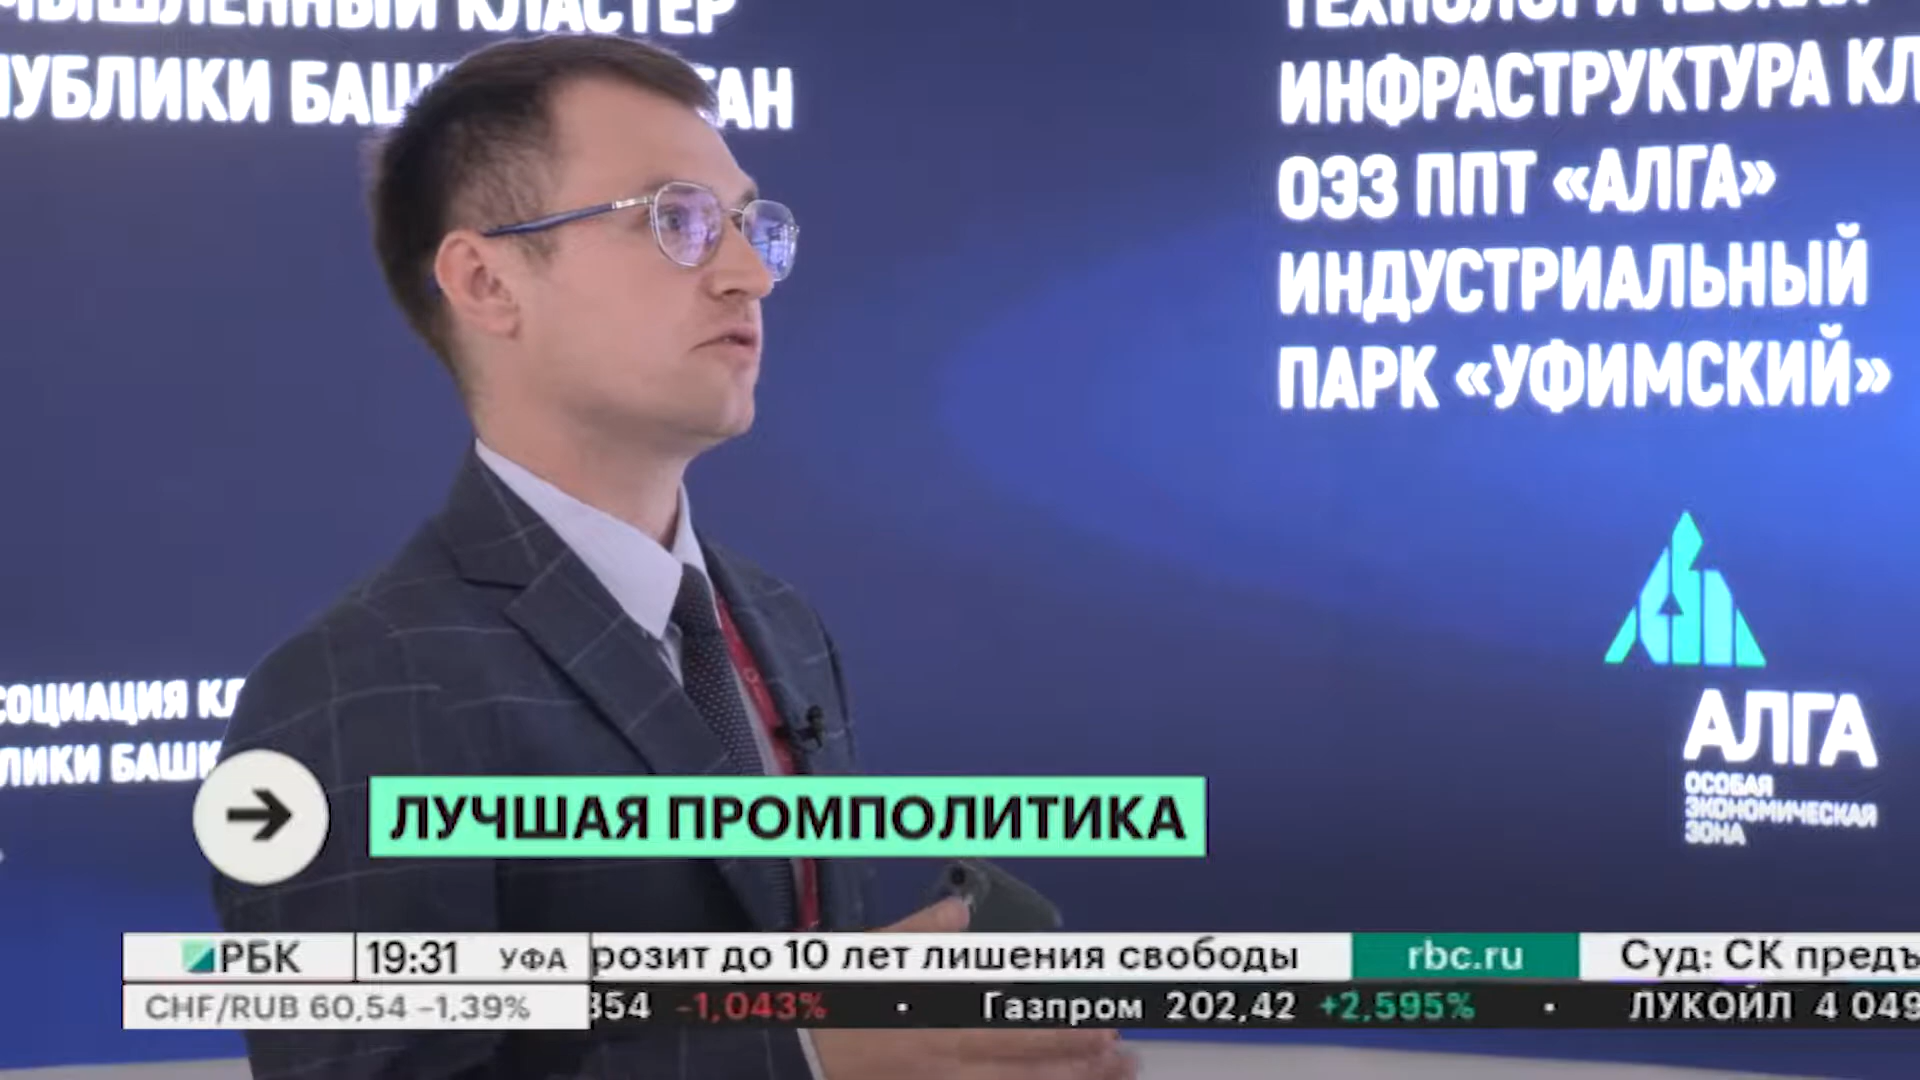 КЛАСТЕР
ТЕХНОЛОГИЧЕСКАЯ
ИНФРАСТРУКТУРА
ОЭЗ ППТ «АЛГА»
ИНДУСТРИАЛЬНЫЙ
ПАРК «УФИМСКИЙ»
АЛГА
ОСОБАЯ
ЭКОНОМИЧЕСКАЯ
ЗОНА
ЛУЧШАЯ ПРОМПОЛИТИКА
РБК 19:31 УФА розит до 10 лет лишения свободы rbc.ru Суд: СК предъ
CHF/RUB 60,54 -1,39% 354 -1,043% • Газпром 202,42 +2,595% • ЛУКОЙЛ 4 049